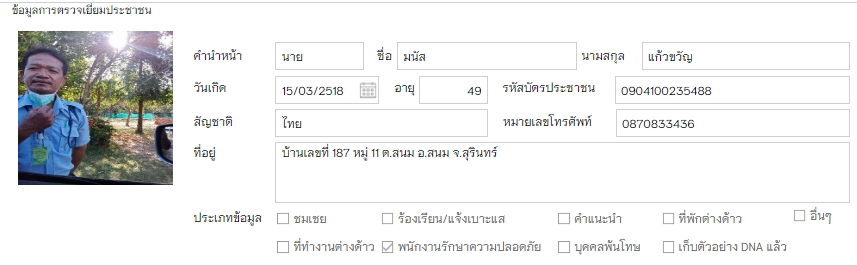 ข้อมูลการตรวจเยี่ยมประชาชน
คำนำหน้า นาย ชื่อ มนัส นามสกุล แก้วขวัญ
วันเกิด 15/03/2518 อายุ 49 รหัสบัตรประชาชน 0904100235488
สัญชาติ ไทย หมายเลขโทรศัพท์ 0870833436
ที่อยู่ บ้านเลขที่ 187 หมู่ 11 ต.สนม อ.สนม จ.สุรินทร์
ประเภทข้อมูล ชมเชย ร้องเรียน/แจ้งเบาะแส คำแนะนำ ที่พักต่างด้าว อื่นๆ
ที่ทำงานต่างด้าว พนักงานรักษาความปลอดภัย บุคคลพ้นโทษ เก็บตัวอย่าง DNA แล้ว